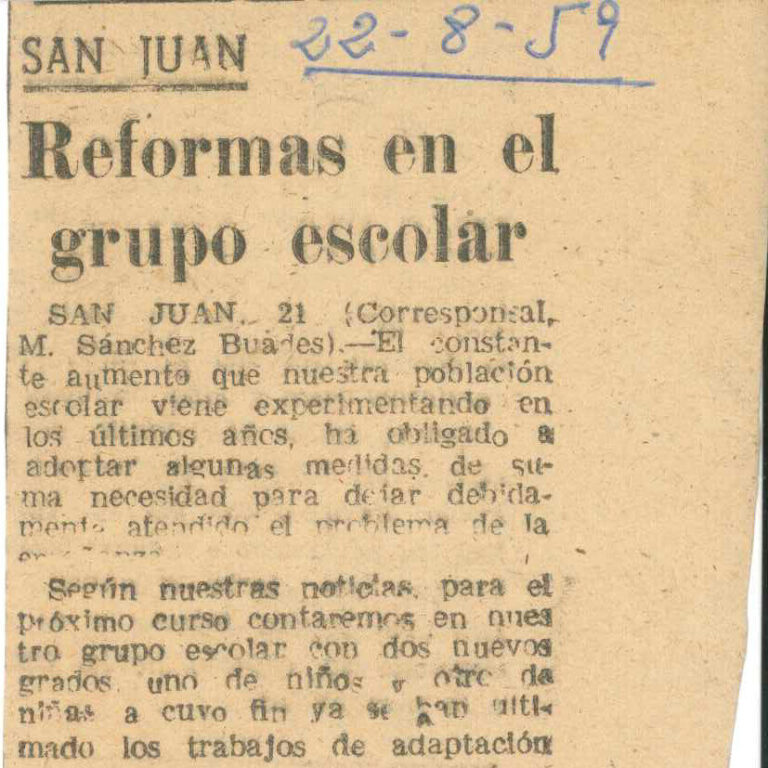 SAN JUAN 22-8-59
Reformas en el
grupo escolar
SAN JUAN, 21 (Corresponsal,
M. Sánchez Buades).—El constan-
te aumento que nuestra población
escolar viene experimentando en
los últimos años, ha obligado a
adoptar algunas medidas de su-
ma necesidad para dejar debida-
mente atendido el problema de la
enseñanza.
Según nuestras noticias, para el
próximo curso contaremos en nues
tro grupo escolar con dos nuevos
grados, uno de niños y otro de
niñas a cuyo fin ya se han ulti-
mado los trabajos de adaptación